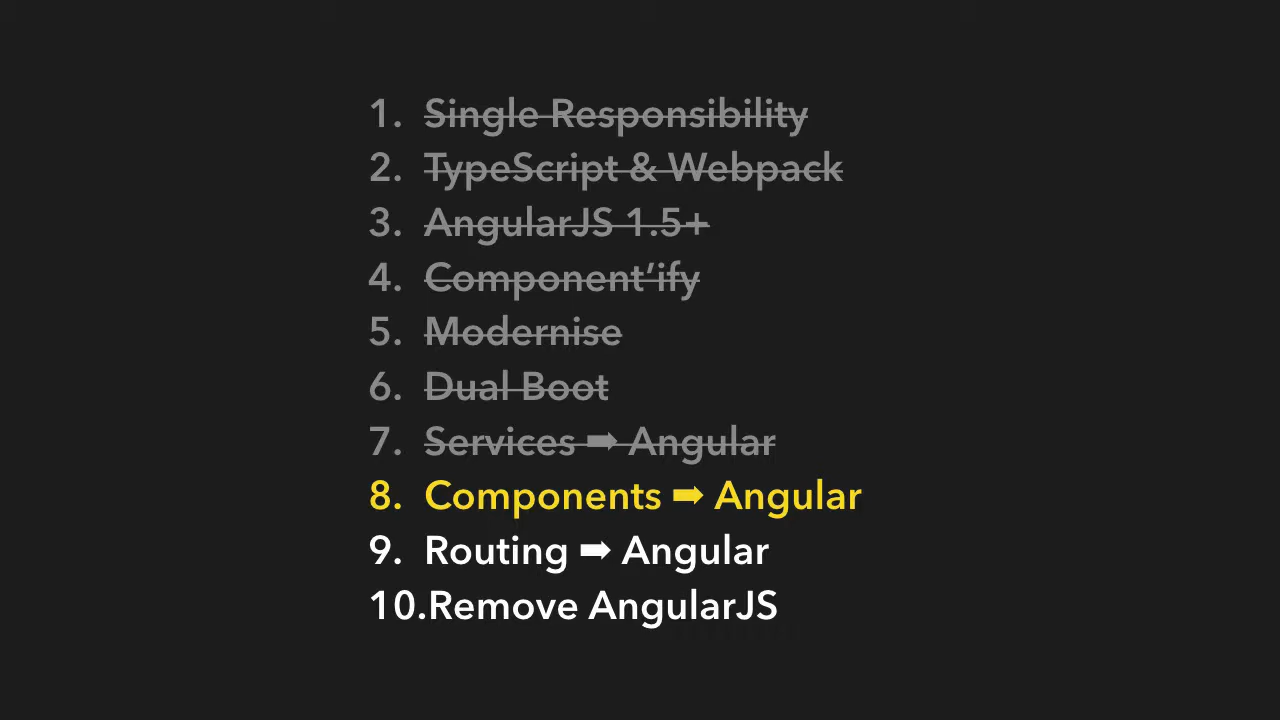 1. Single Responsibility
2. TypeScript & Webpack
3. AngularJS 1.5+
4. Component’ify
5. Modernise
6. Dual Boot
7. Services ➡ Angular
8. Components ➡ Angular
9. Routing ➡ Angular
10.Remove AngularJS